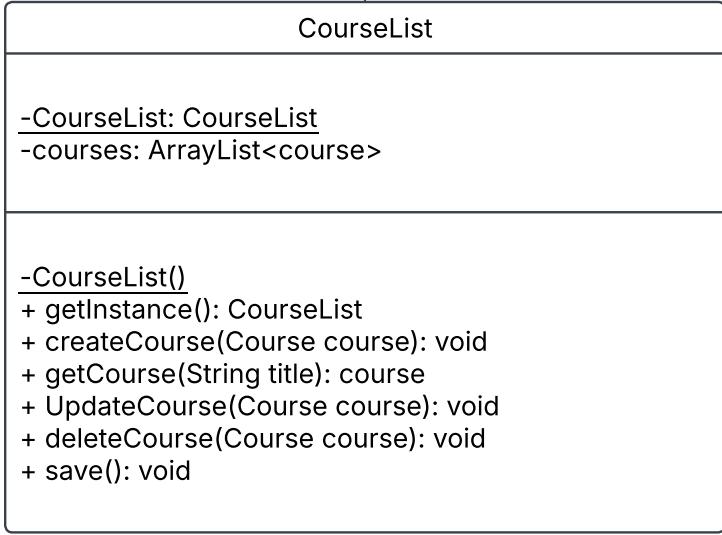 CourseList
-CourseList: CourseList
-courses: ArrayList<course>
-CourseList()
+ getInstance(): CourseList
+ createCourse(Course course): void
+ getCourse(String title): course
+ UpdateCourse(Course course): void
+ deleteCourse(Course course): void
+ save(): void